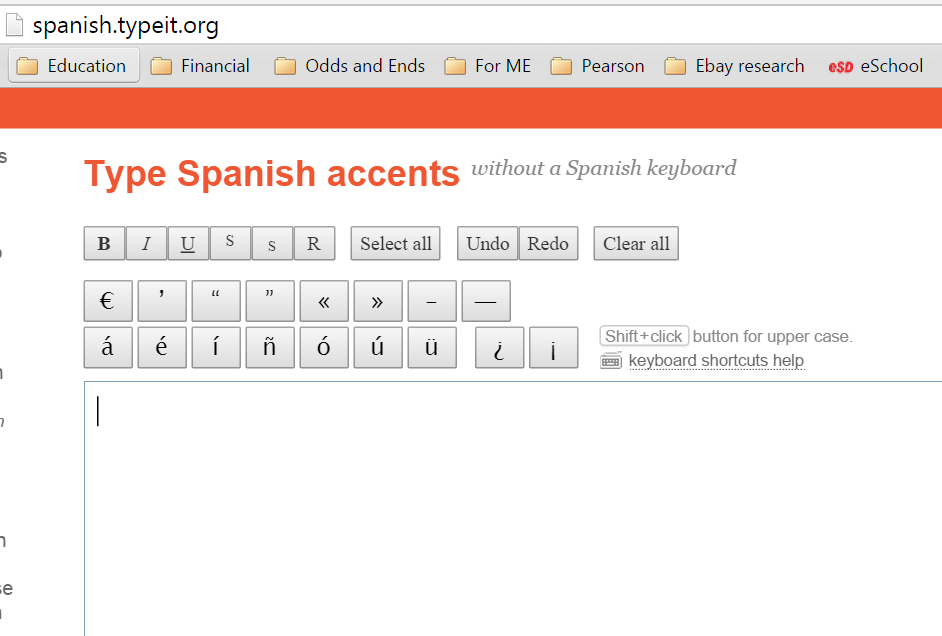 spanish.typeit.org
Education Financial Odds and Ends For ME Pearson Ebay research eSD eSchool
Type Spanish accents without a Spanish keyboard
B I U S s R Select all Undo Redo Clear all
€ ’ “ ” « » – —
á é í ñ ó ú ü ¿ ¡ Shift+click button for upper case.
keyboard shortcuts help